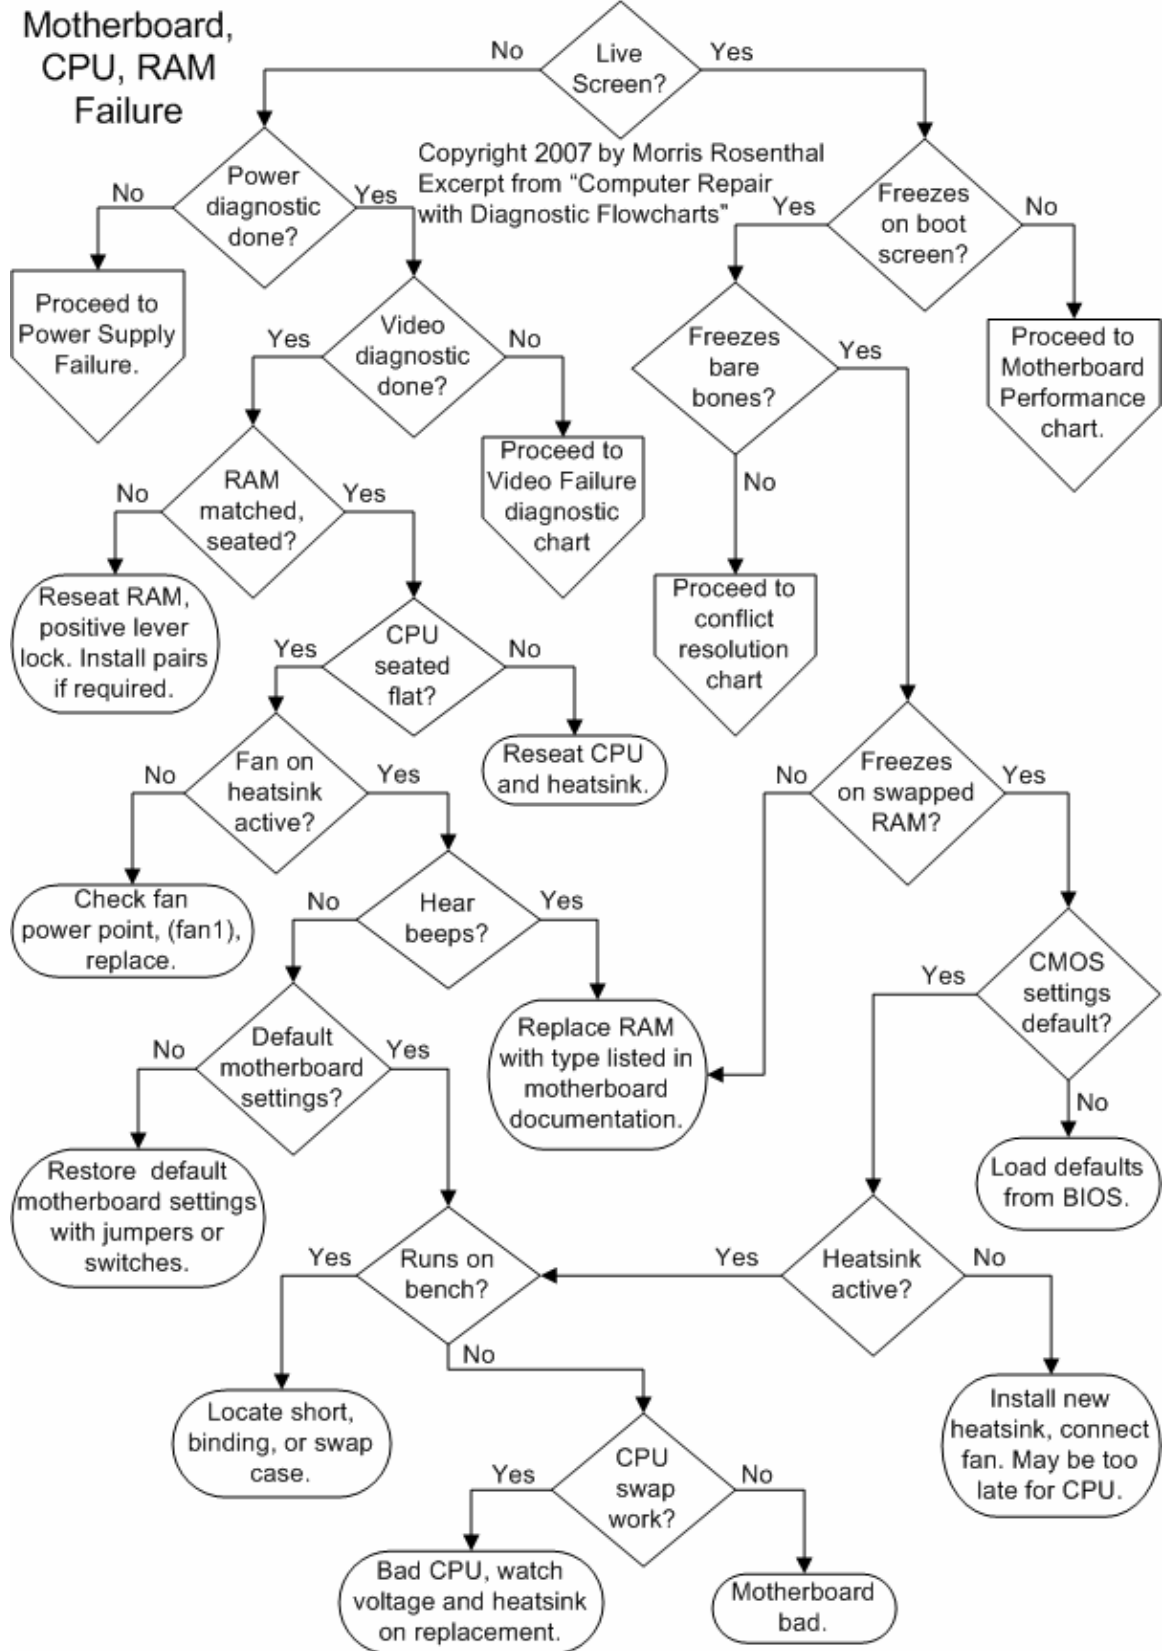 Motherboard,
CPU, RAM
Failure
No
Live
Screen?
Yes
Copyright 2007 by Morris Rosenthal
Excerpt from “Computer Repair
with Diagnostic Flowcharts”
No
Power
diagnostic
done?
Yes
Yes
Freezes
on boot
screen?
No
Proceed to
Power Supply
Failure.
Yes
Video
diagnostic
done?
No
Freezes
bare
bones?
Yes
Proceed to
Motherboard
Performance
chart.
No
RAM
matched,
seated?
Yes
Proceed to
Video Failure
diagnostic
chart
No
Reseat RAM,
positive lever
lock. Install pairs
if required.
Yes
CPU
seated
flat?
No
Proceed to
conflict
resolution
chart
No
Fan on
heatsink
active?
Yes
Reseat CPU
and heatsink.
No
Freezes
on swapped
RAM?
Yes
Check fan
power point, (fan1),
replace.
No
Hear
beeps?
Yes
Yes
CMOS
settings
default?
No
Default
motherboard
settings?
Yes
Replace RAM
with type listed in
motherboard
documentation.
No
Restore default
motherboard settings
with jumpers or
switches.
Load defaults
from BIOS.
Yes
Runs on
bench?
Yes
Heatsink
active?
No
No
Locate short,
binding, or swap
case.
Install new
heatsink, connect
fan. May be too
late for CPU.
Yes
CPU
swap
work?
No
Bad CPU, watch
voltage and heatsink
on replacement.
Motherboard
bad.